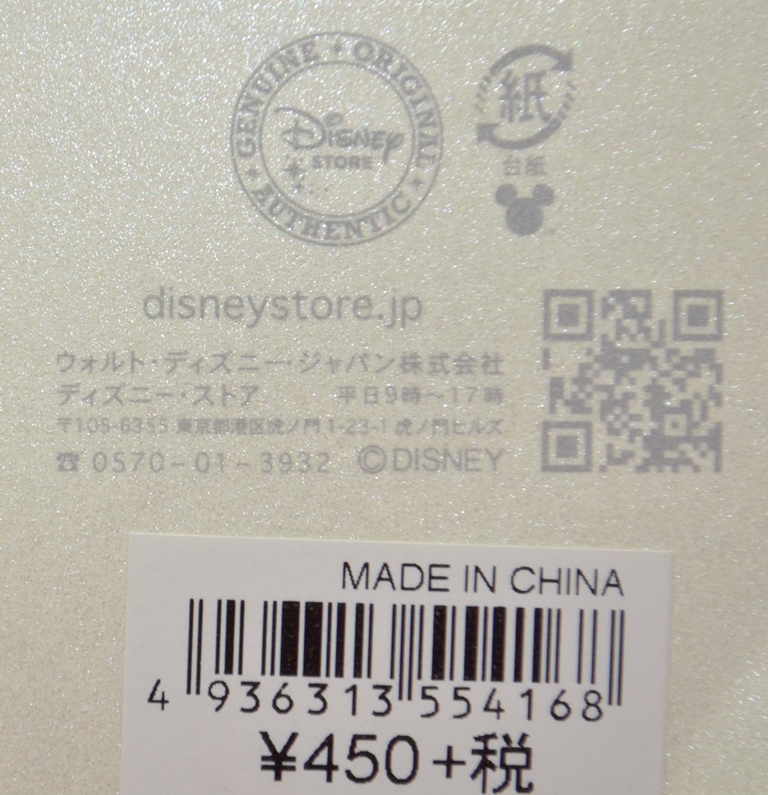 GENUINE ORIGINAL
AUTHENTIC
Disney
STORE
紙
台紙
disneystore.jp
ウォルト・ディズニー・ジャパン株式会社
ディズニー・ストア 平日9時〜17時
〒105-6355 東京都港区虎ノ門1-23-1 虎ノ門ヒルズ
☎ 0570-01-3932 ©DISNEY
MADE IN CHINA
4 936313 554168
¥450+税